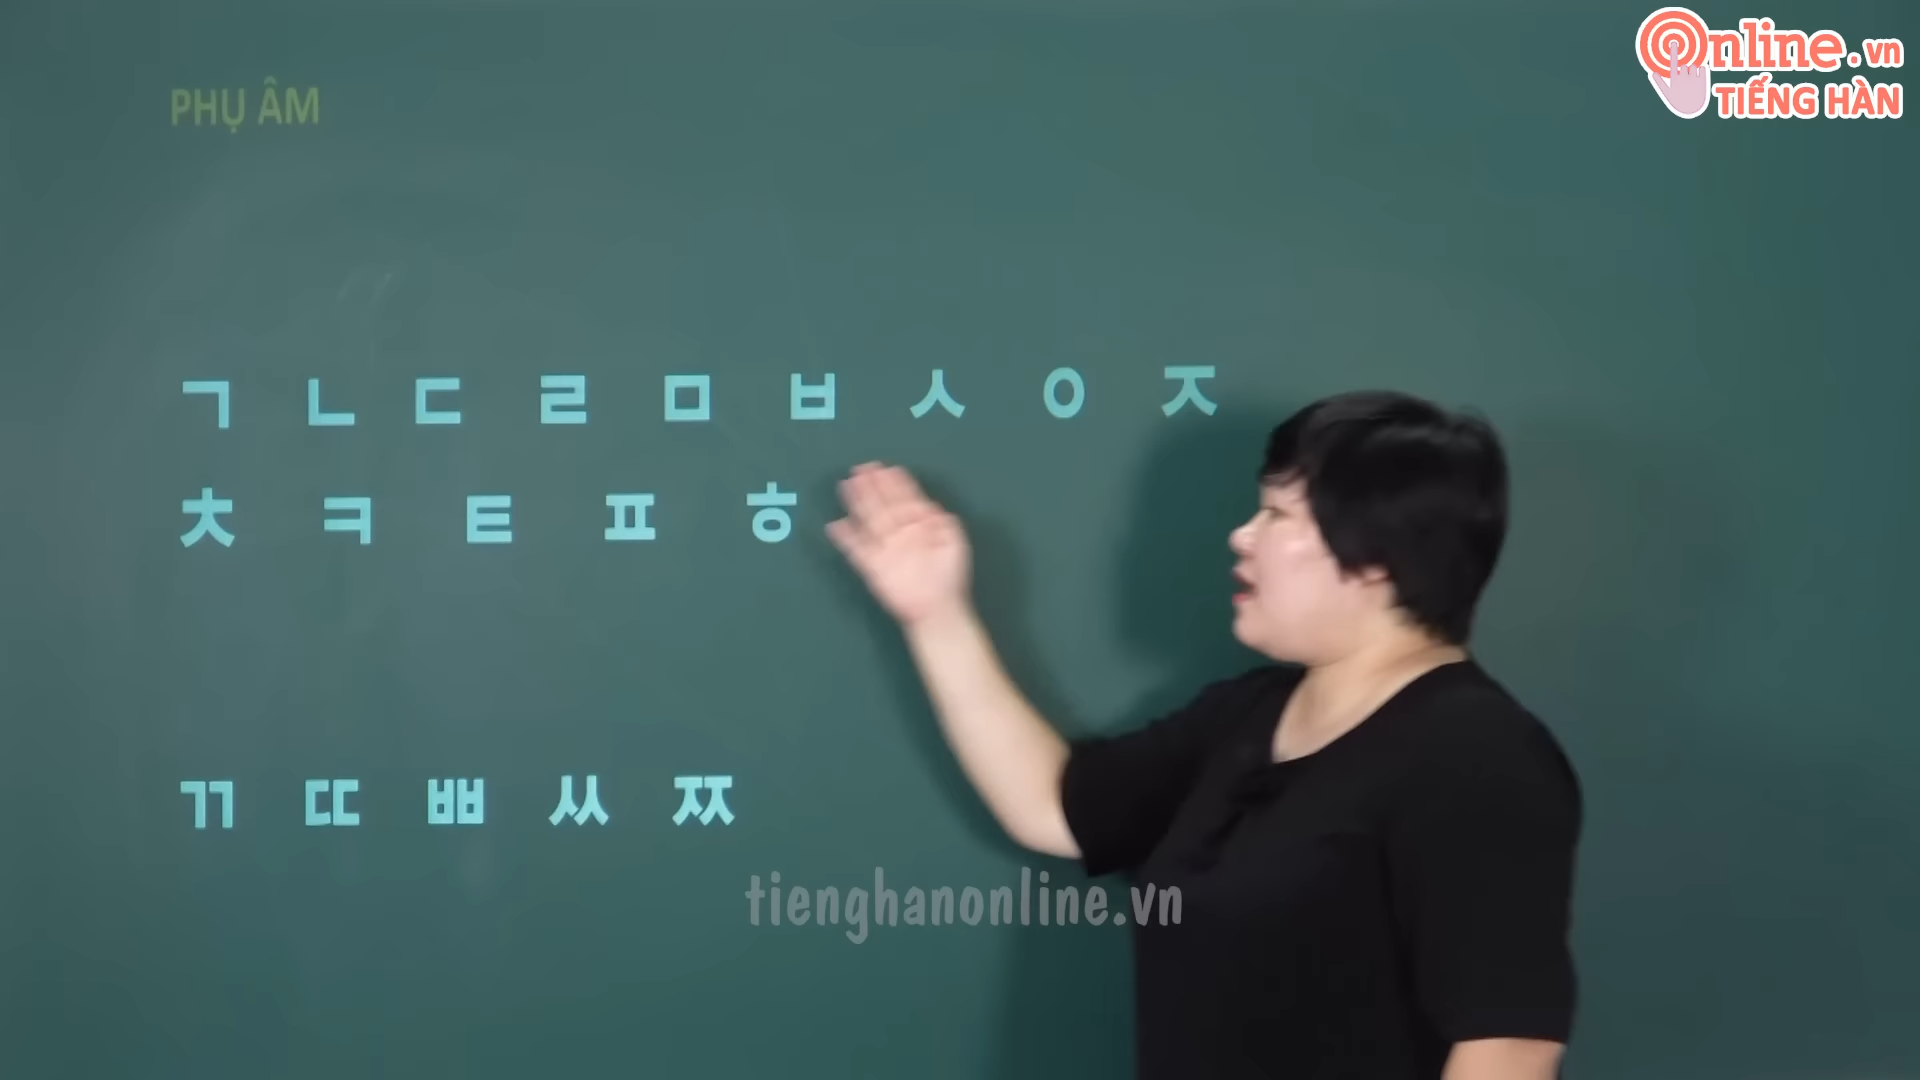 Online.vn
TIẾNG HÀN
PHỤ ÂM
ㄱ ㄴ ㄷ ㄹ ㅁ ㅂ ㅅ ㅇ ㅈ
ㅊ ㅋ ㅌ ㅍ ㅎ
ㄲ ㄸ ㅃ ㅆ ㅉ
tienghanonline.vn